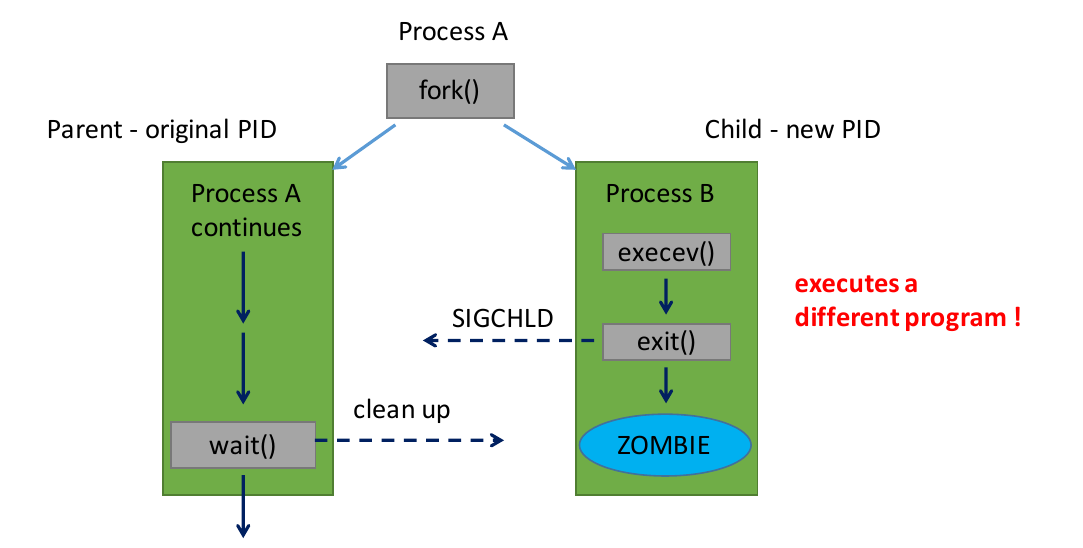 Process A
fork()
Parent - original PID
Child - new PID
Process A
continues
Process B
execev()
executes a
different program !
SIGCHLD
exit()
clean up
wait()
ZOMBIE